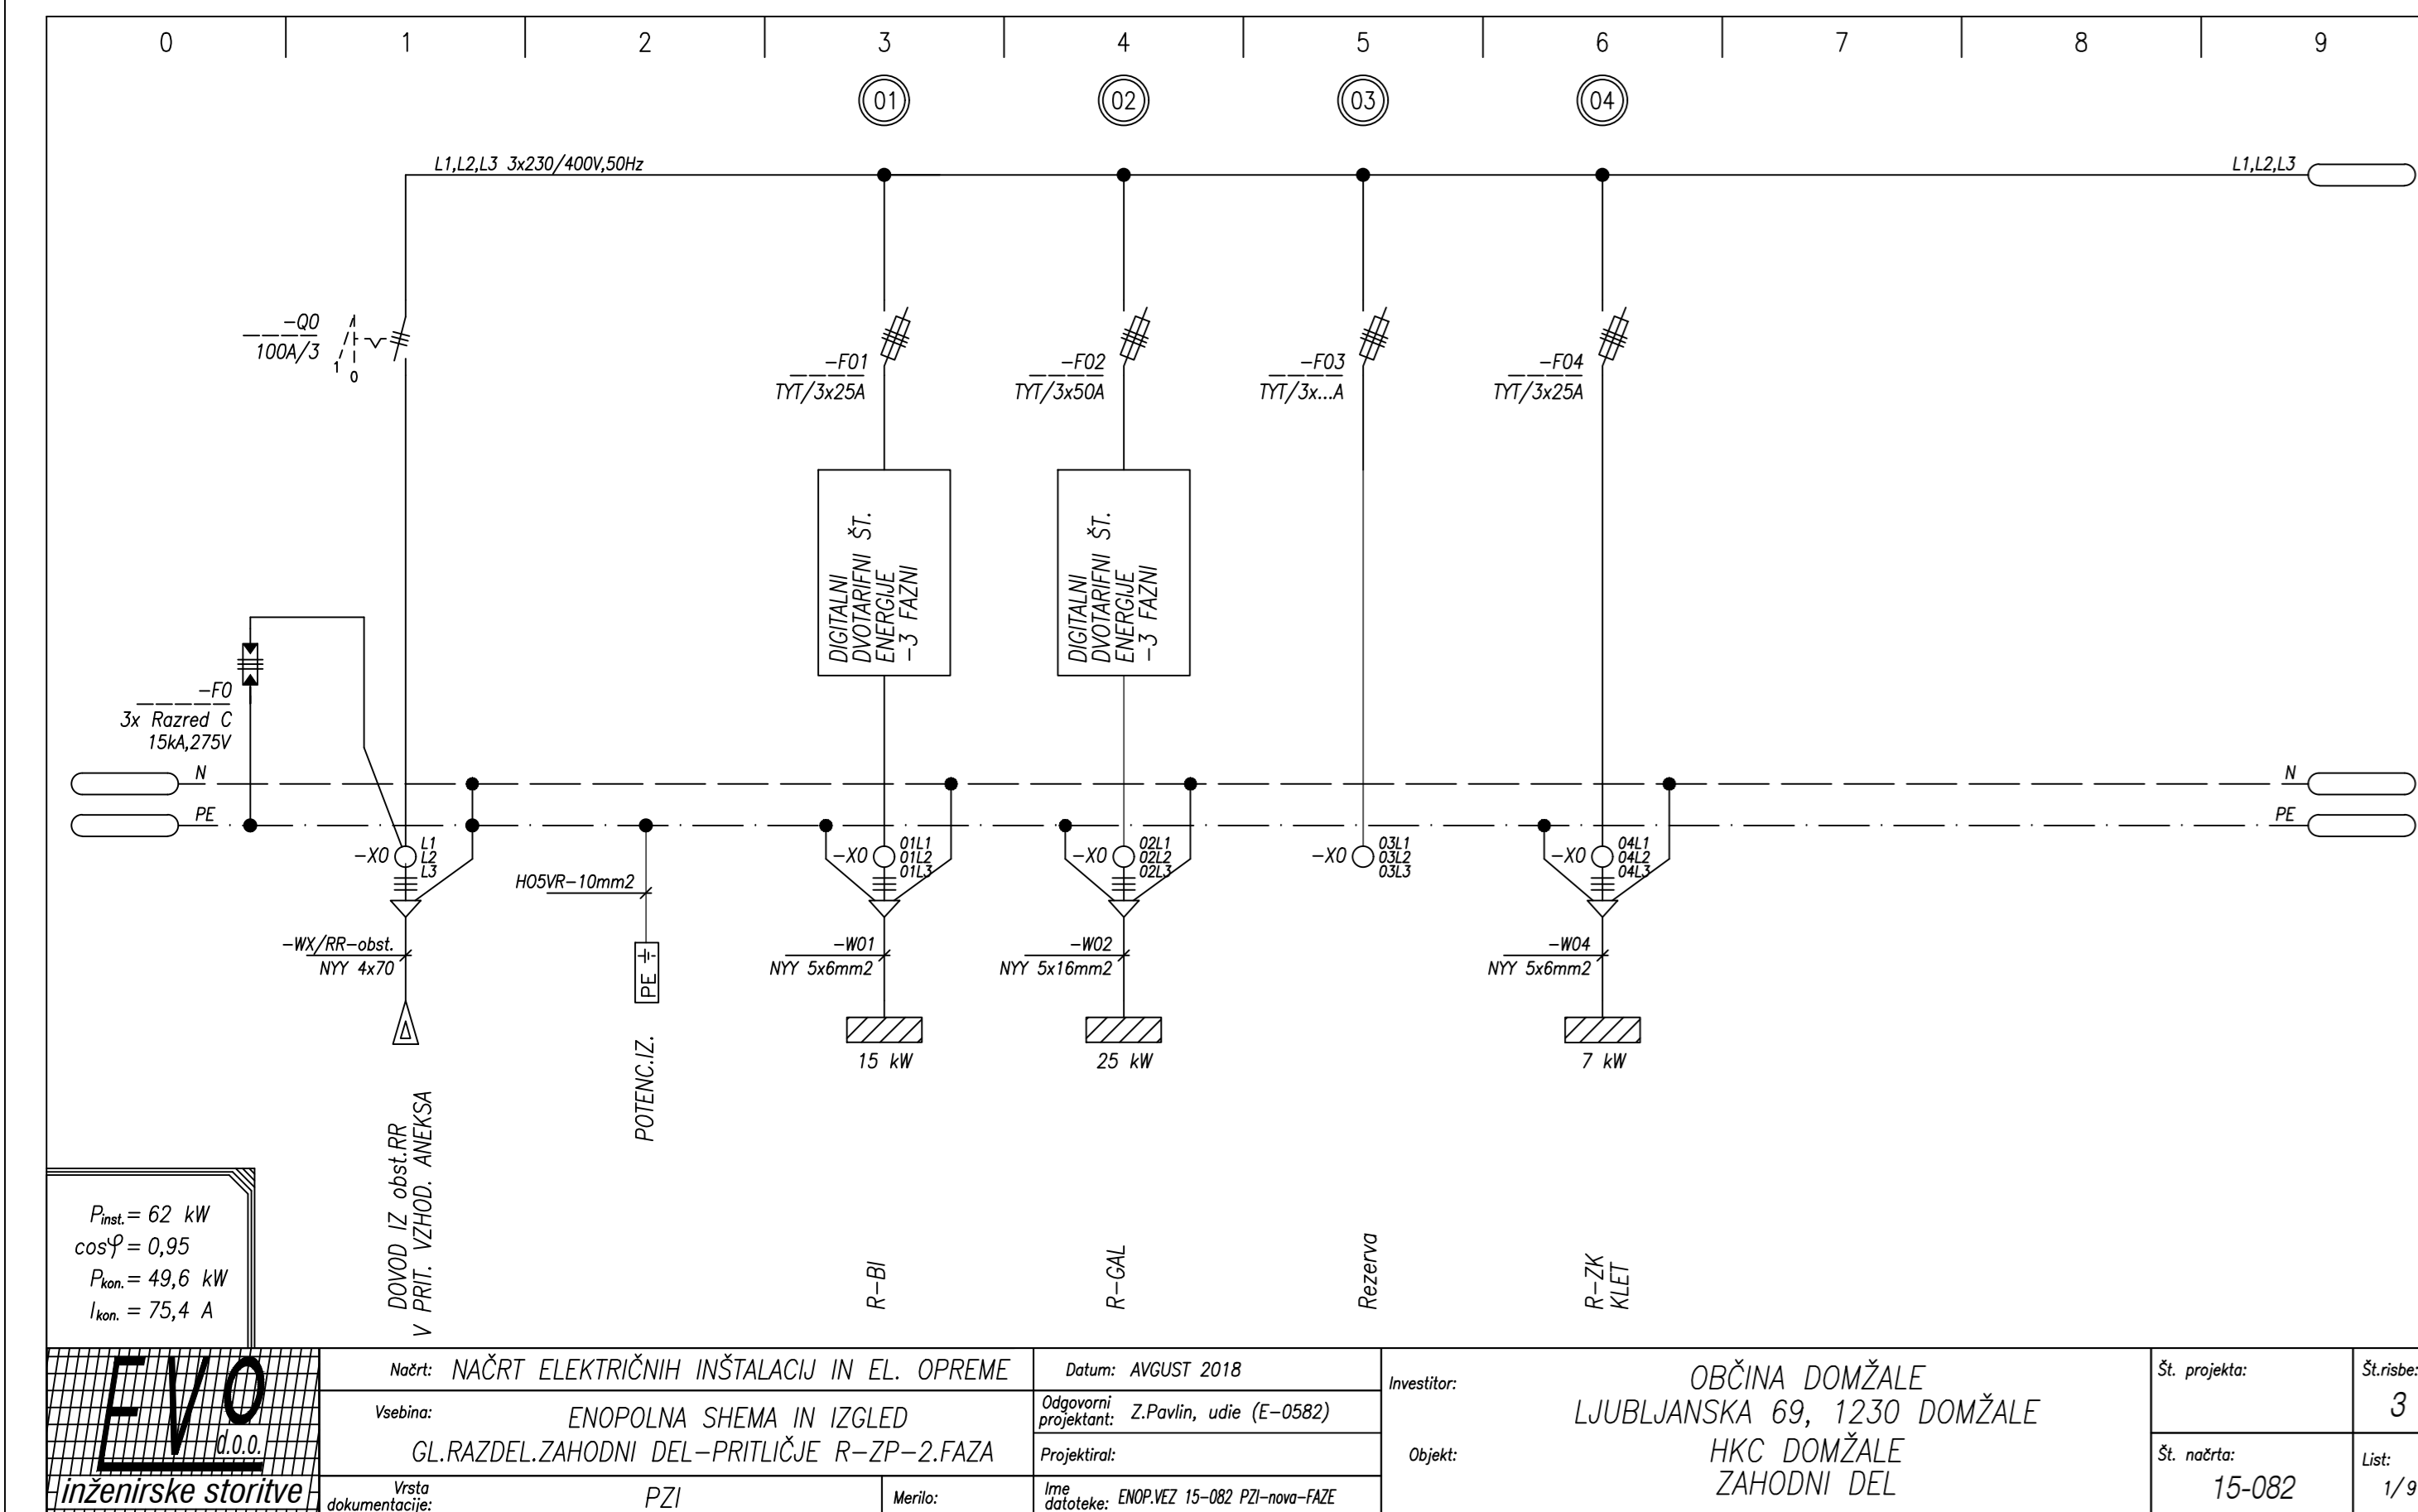 0 1 2 3 4 5 6 7 8 9
01 02 03 04
L1,L2,L3 3x230/400V,50Hz
L1,L2,L3
-Q0
100A/3
1
0
-F01
TYT/3x25A
-F02
TYT/3x50A
-F03
TYT/3x...A
-F04
TYT/3x25A
DIGITALNI
DVOTARIFNI ŠT.
ENERGIJE
-3 FAZNI
DIGITALNI
DVOTARIFNI ŠT.
ENERGIJE
-3 FAZNI
-F0
3x Razred C
15kA,275V
N
N
PE
PE
-X0
L1
L2
L3
-X0
01L1
01L2
01L3
-X0
02L1
02L2
02L3
-X0
03L1
03L2
03L3
-X0
04L1
04L2
04L3
H05VR-10mm2
-WX/RR-obst.
NYY 4x70
PE
-W01
NYY 5x6mm2
-W02
NYY 5x16mm2
-W04
NYY 5x6mm2
15 kW
25 kW
7 kW
DOVOD IZ obst.RR
V PRIT. VZHOD. ANEKSA
POTENC.IZ.
R-BI
R-GAL
Rezerva
R-ZK
KLET
Pinst.= 62 kW
cosφ= 0,95
Pkon.= 49,6 kW
Ikon. = 75,4 A
EVO
d.o.o.
inženirske storitve
Načrt: NAČRT ELEKTRIČNIH INŠTALACIJ IN EL. OPREME
Vsebina: ENOPOLNA SHEMA IN IZGLED
GL.RAZDEL.ZAHODNI DEL-PRITLIČJE R-ZP-2.FAZA
Vrsta
dokumentacije: PZI
Merilo:
Datum: AVGUST 2018
Odgovorni
projektant: Z.Pavlin, udie (E-0582)
Projektiral:
Ime
datoteke: ENOP.VEZ 15-082 PZI-nova-FAZE
Investitor: OBČINA DOMŽALE
LJUBLJANSKA 69, 1230 DOMŽALE
Objekt: HKC DOMŽALE
ZAHODNI DEL
Št. projekta:
Št. načrta:
15-082
Št.risbe:
3
List:
1/9